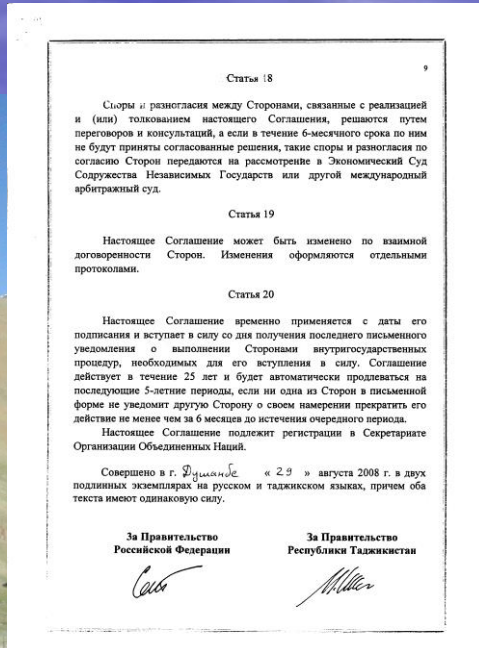 9
Статья 18
Споры и разногласия между Сторонами, связанные с реализацией
и (или) толкованием настоящего Соглашения, решаются путем
переговоров и консультаций, а если в течение 6-месячного срока по ним
не будут приняты согласованные решения, такие споры и разногласия по
согласию Сторон передаются на рассмотрение в Экономический Суд
Содружества Независимых Государств или другой международный
арбитражный суд.
Статья 19
Настоящее Соглашение может быть изменено по взаимной
договоренности Сторон. Изменения оформляются отдельными
протоколами.
Статья 20
Настоящее Соглашение временно применяется с даты его
подписания и вступает в силу со дня получения последнего письменного
уведомления о выполнении Сторонами внутригосударственных
процедур, необходимых для его вступления в силу. Соглашение
действует в течение 25 лет и будет автоматически продлеваться на
последующие 5-летние периоды, если ни одна из Сторон в письменной
форме не уведомит другую Сторону о своем намерении прекратить его
действие не менее чем за 6 месяцев до истечения очередного периода.
Настоящее Соглашение подлежит регистрации в Секретариате
Организации Объединенных Наций.
Совершено в г. Душанбе « 29 » августа 2008 г. в двух
подлинных экземплярах на русском и таджикском языках, причем оба
текста имеют одинаковую силу.
За Правительство
Российской Федерации
За Правительство
Республики Таджикистан